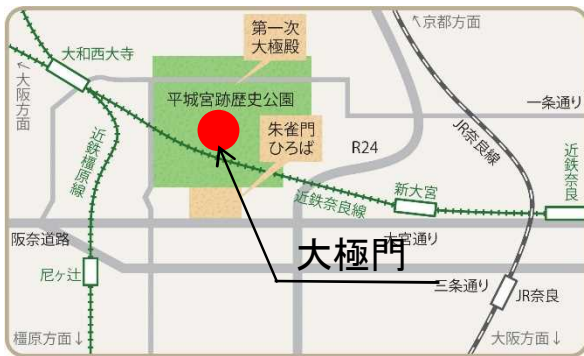 ↖京都方面
第一次
大極殿
大和西大寺
←大阪方面
平城宮跡歴史公園
一条通り
朱雀門
ひろば
R24
JR奈良線
近鉄橿原線
近鉄奈良線
新大宮
近鉄奈良
阪奈道路
大宮通り
大極門
尼ヶ辻
三条通り
JR奈良
橿原方面↓
大阪方面↓